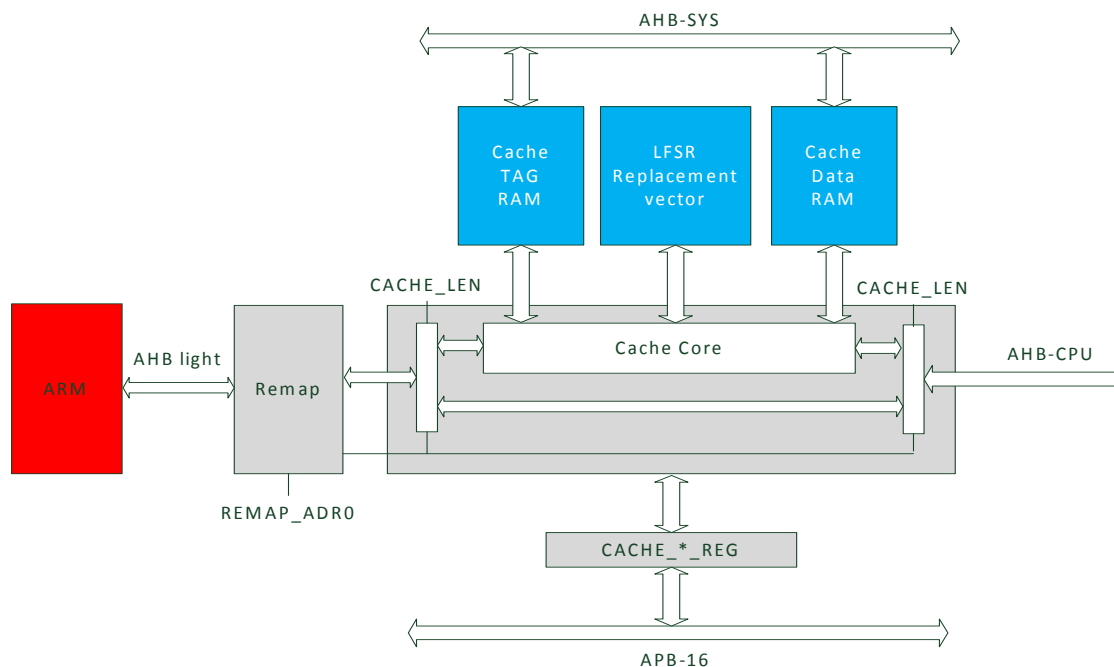 AHB-SYS
Cache
TAG
RAM
LFSR
Replacement
vector
Cache
Data
RAM
CACHE_LEN
CACHE_LEN
Cache Core
AHB light
AHB-CPU
ARM
Remap
REMAP_ADR0
CACHE_*_REG
APB-16